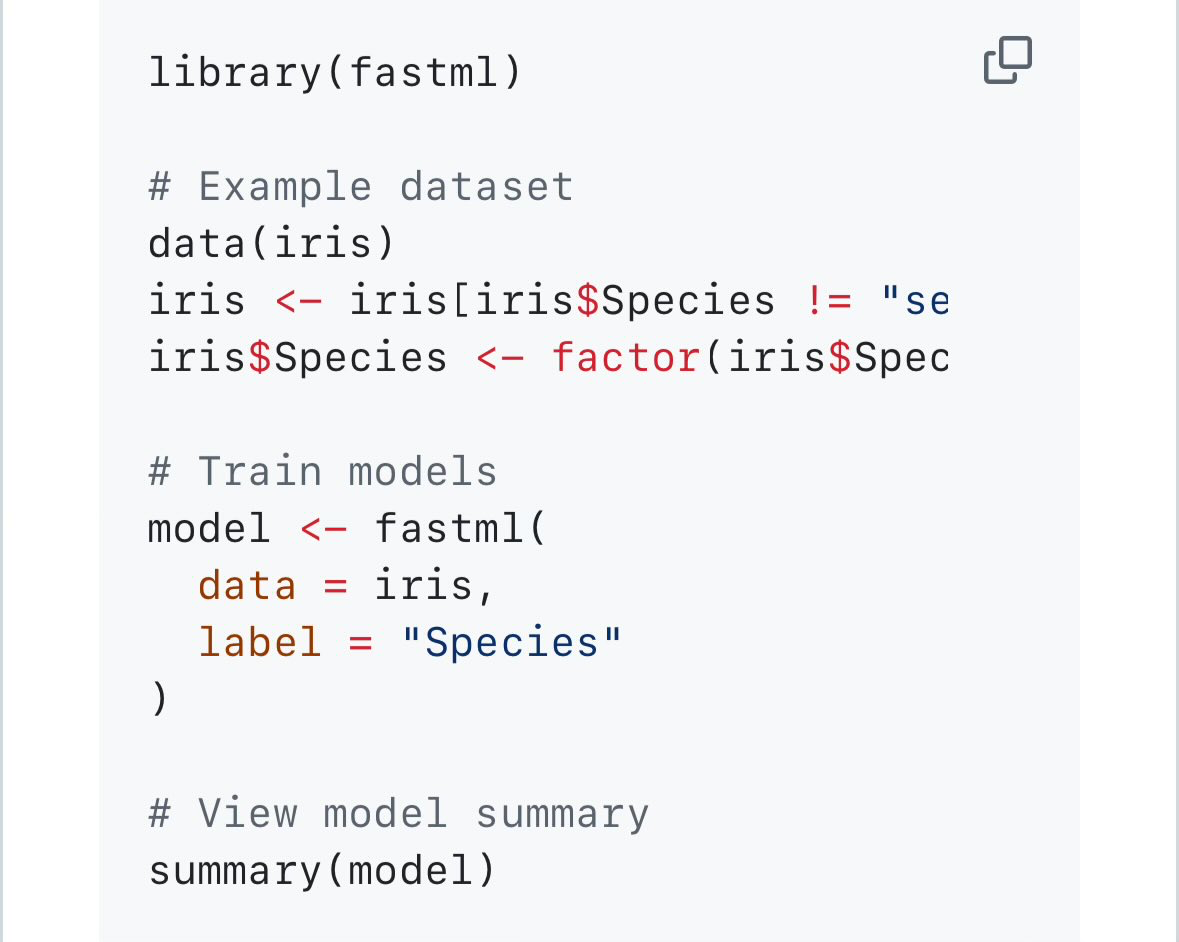 library(fastml)
# Example dataset
data(iris)
iris <- iris[iris$Species != "se
iris$Species <- factor(iris$Spec
# Train models
model <- fastml(
  data = iris,
  label = "Species"
)
# View model summary
summary(model)